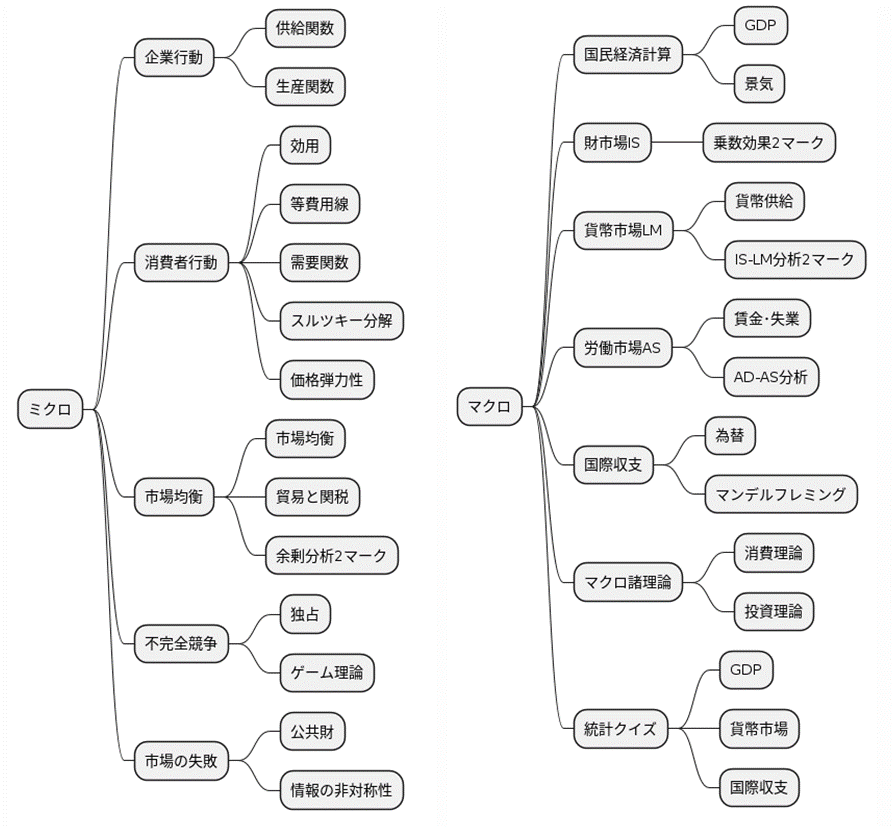 ミクロ
企業行動
供給関数
生産関数
消費者行動
効用
等費用線
需要関数
スルツキー分解
価格弾力性
市場均衡
市場均衡
貿易と関税
余剰分析2マーク
不完全競争
独占
ゲーム理論
市場の失敗
公共財
情報の非対称性
マクロ
国民経済計算
GDP
景気
財市場IS
乗数効果2マーク
貨幣市場LM
貨幣供給
IS-LM分析2マーク
労働市場AS
賃金・失業
AD-AS分析
国際収支
為替
マンデルフレミング
マクロ諸理論
消費理論
投資理論
統計クイズ
GDP
貨幣市場
国際収支